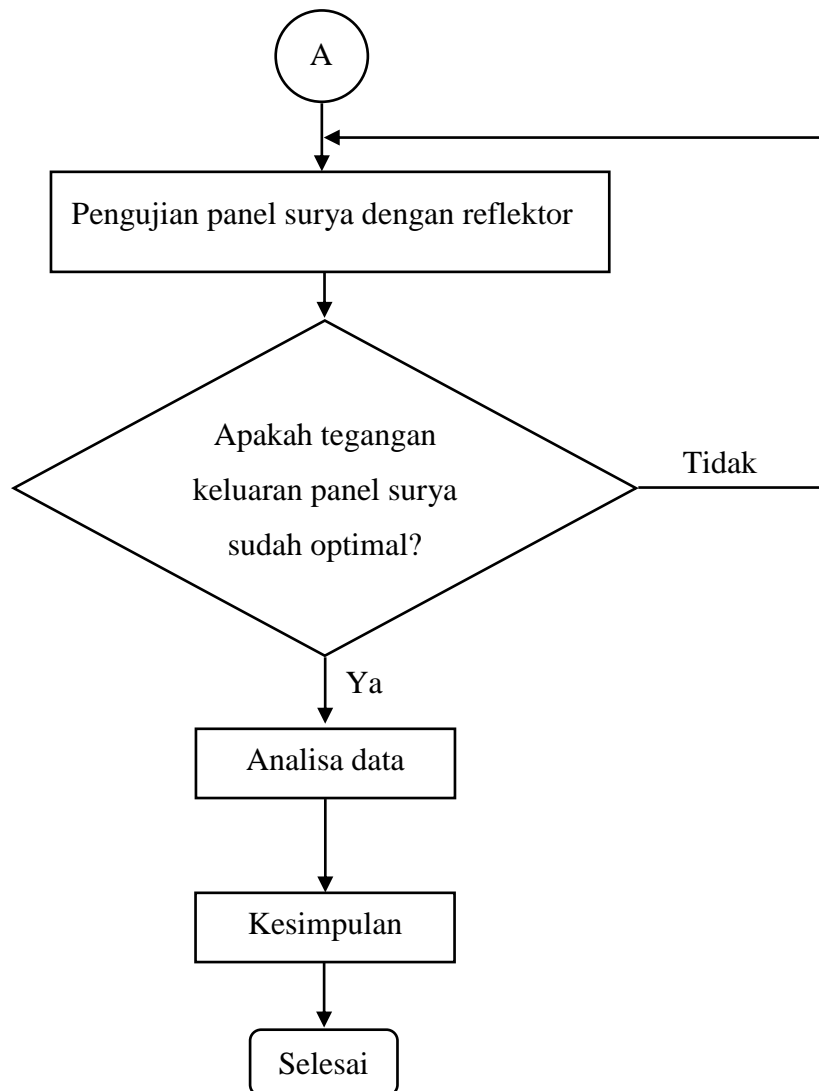 A
Pengujian panel surya dengan reflektor
Apakah tegangan
keluaran panel surya
sudah optimal?
Tidak
Ya
Analisa data
Kesimpulan
Selesai